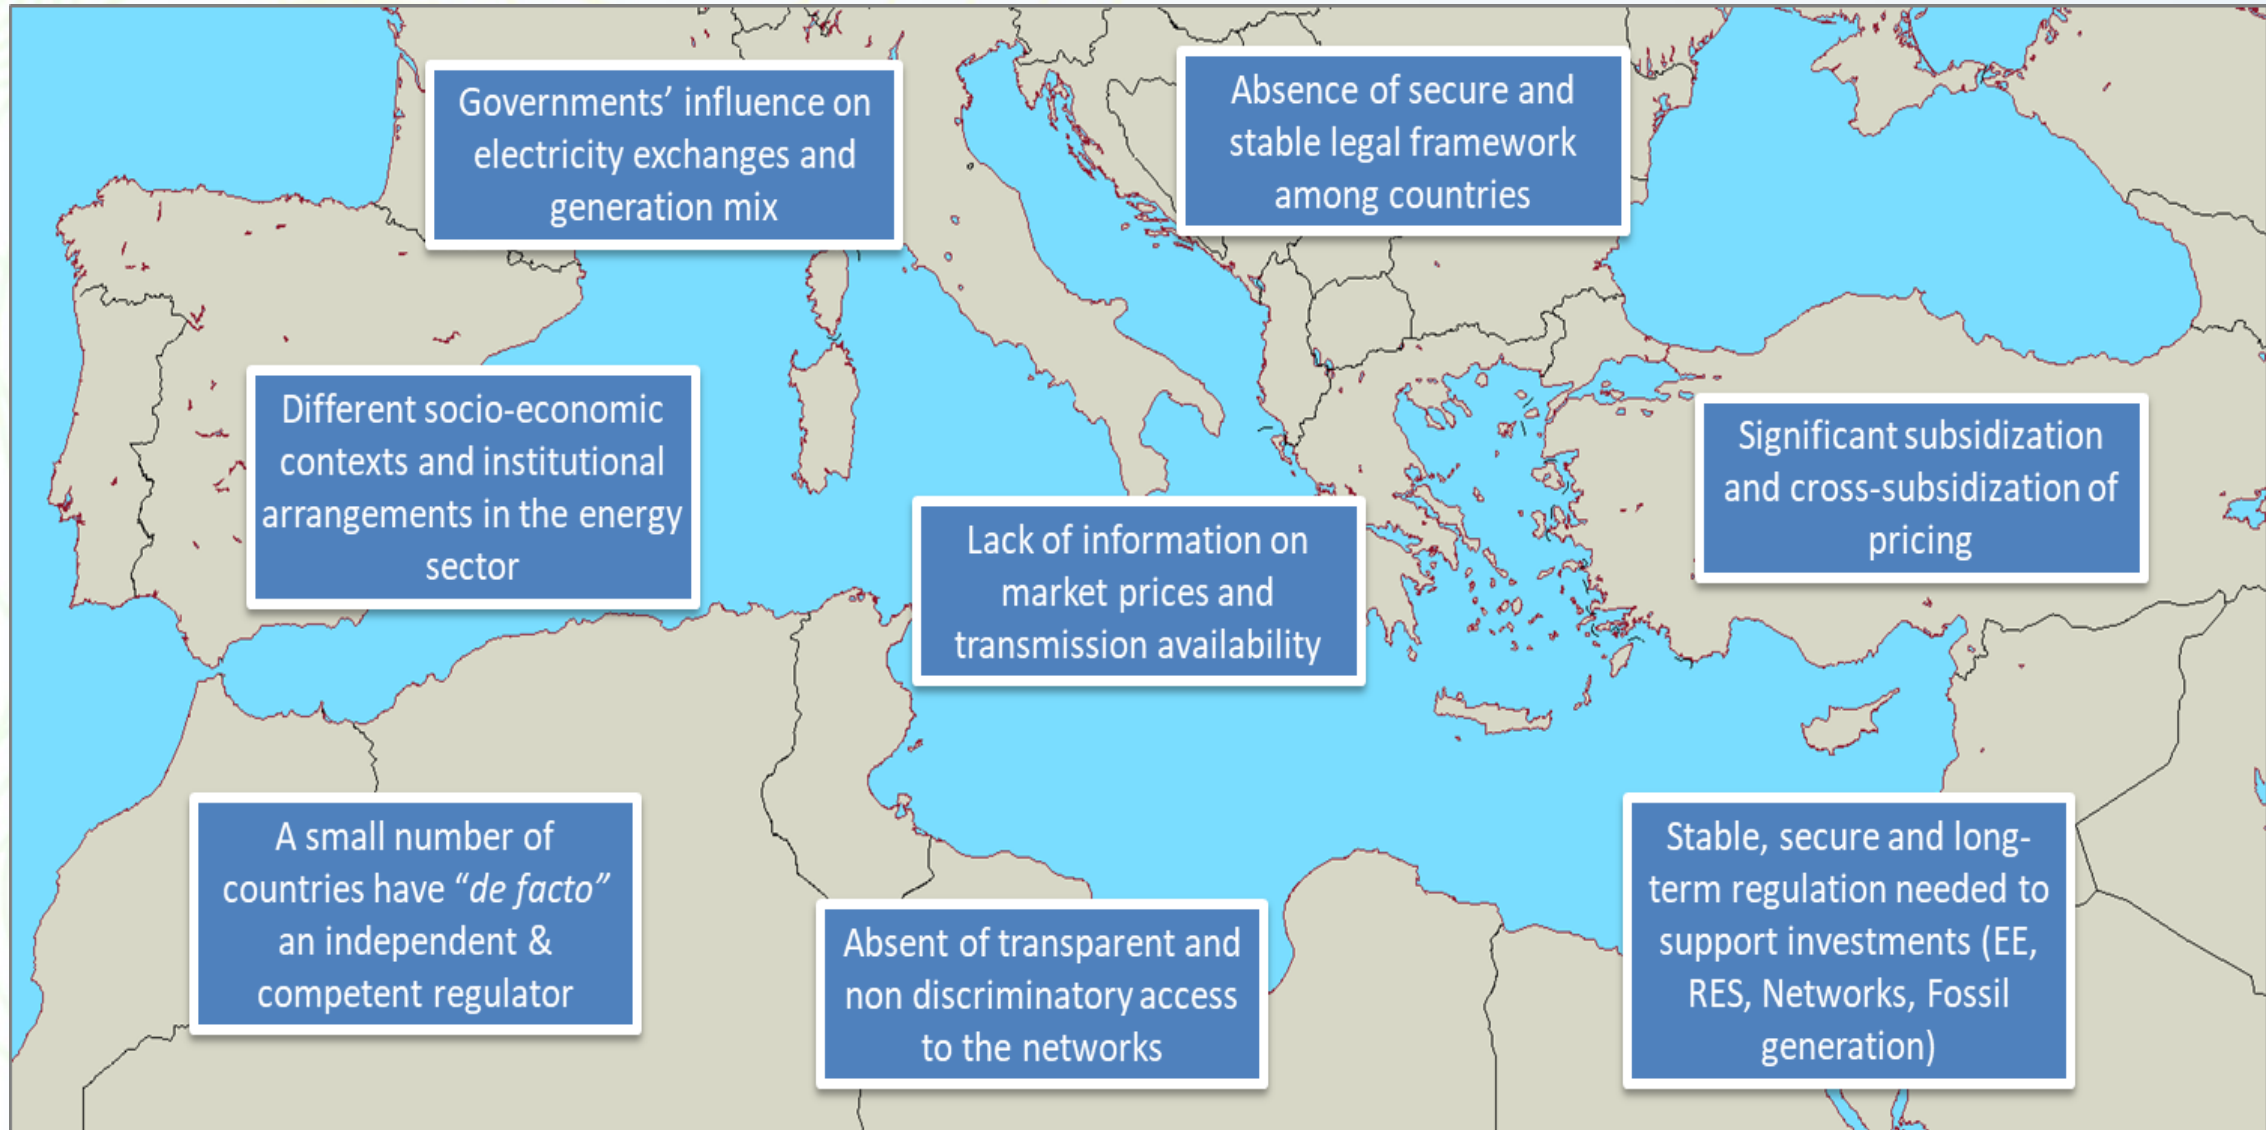 Governments’ influence on
electricity exchanges and
generation mix
Absence of secure and
stable legal framework
among countries
Different socio-economic
contexts and institutional
arrangements in the energy
sector
Significant subsidization
and cross-subsidization of
pricing
Lack of information on
market prices and
transmission availability
A small number of
countries have “de facto”
an independent &
competent regulator
Absent of transparent and
non discriminatory access
to the networks
Stable, secure and long-
term regulation needed to
support investments (EE,
RES, Networks, Fossil
generation)